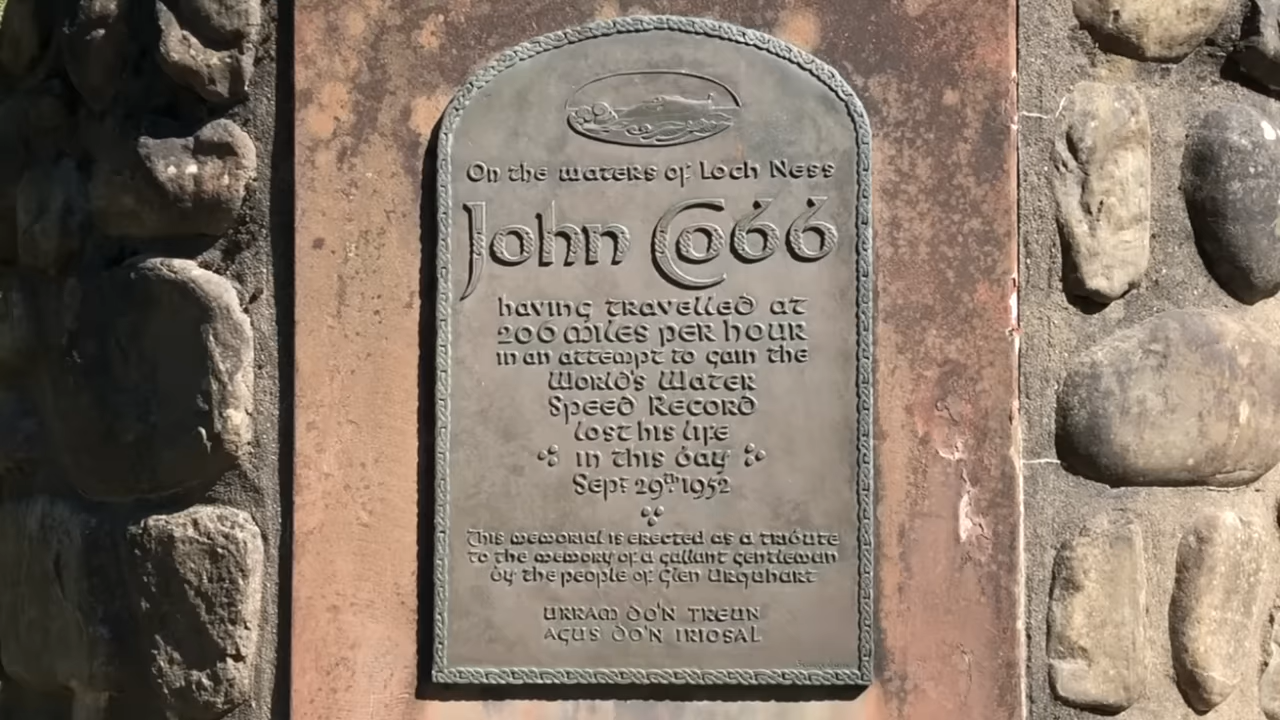 On the waters of Loch Ness
John Cobb
having travelled at
206 miles per hour
in an attempt to gain the
World's Water
Speed Record
lost his life
in this bay
Sept 29th 1952
This memorial is erected as a tribute
to the memory of a gallant gentleman
by the people of Glen Urquhart
URRAM DO'N TREUN
AGUS DO'N IRIOSAL